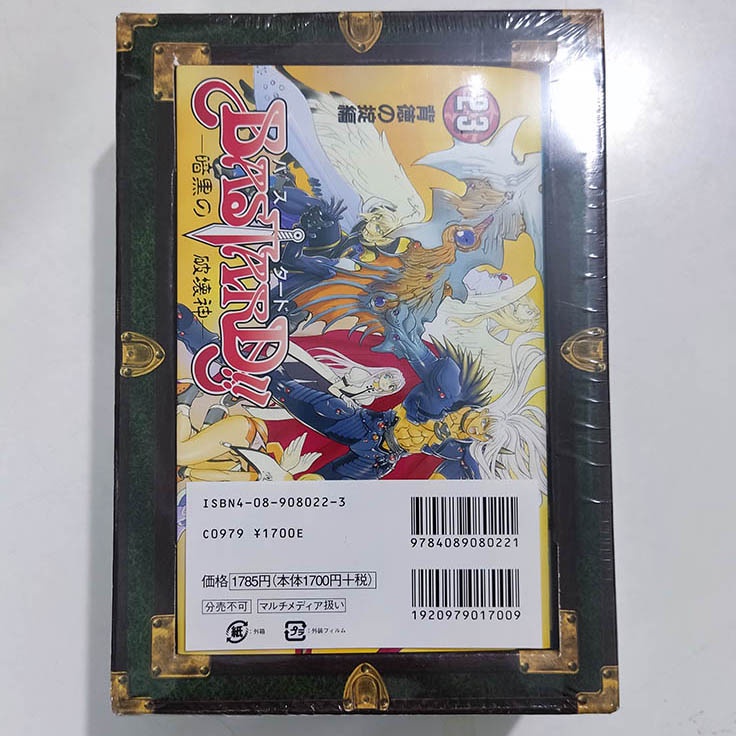 23
背徳の掟編
BASTARD!!
バスタード
―暗黒の破壊神―
ISBN4-08-908022-3
C0979 ¥1700E
9784089080221
価格 1785円(本体1700円+税)
分売不可 マルチメディア扱い
紙:外箱 プラ:外装フィルム
1920979017009